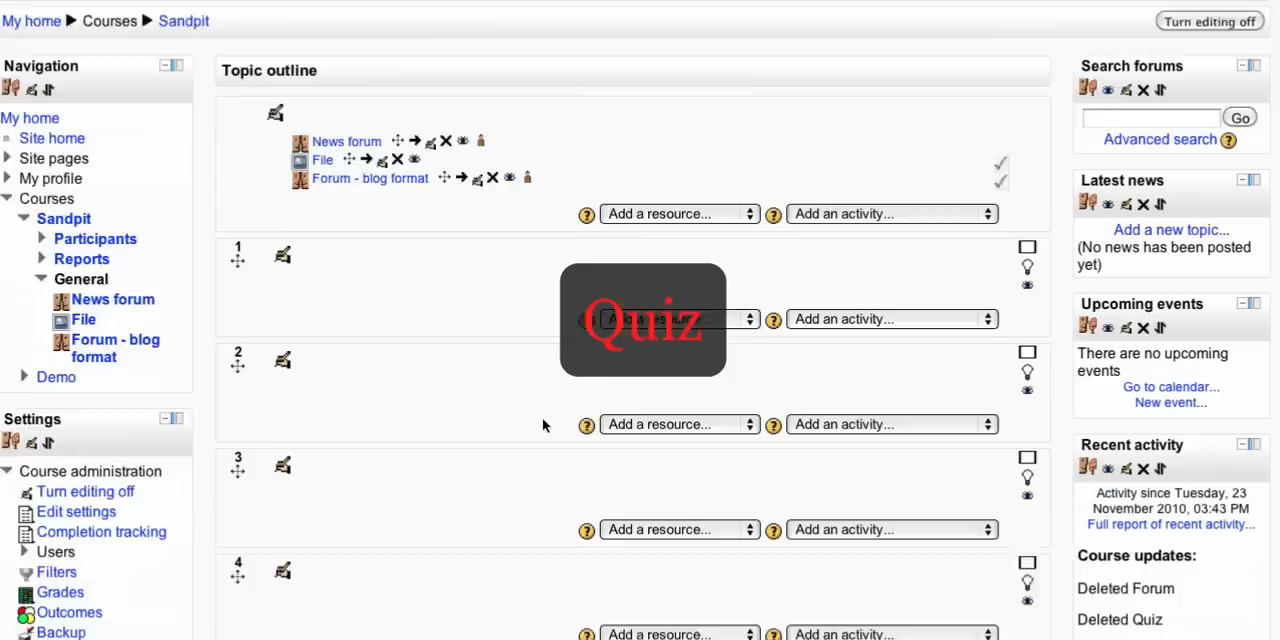 My home ▶ Courses ▶ Sandpit
Turn editing off
Navigation
My home
Site home
Site pages
My profile
Courses
Sandpit
Participants
Reports
General
News forum
File
Forum - blog
format
Demo
Settings
Course administration
Turn editing off
Edit settings
Completion tracking
Users
Filters
Grades
Outcomes
Backup
Topic outline
News forum
File
Forum - blog format
Add a resource... Add an activity...
1
Add an activity...
Quiz
2
Add a resource... Add an activity...
3
Add a resource... Add an activity...
4
Add a resource... Add an activity...
Search forums
Go
Advanced search
Latest news
Add a new topic...
(No news has been posted
yet)
Upcoming events
There are no upcoming
events
Go to calendar...
New event...
Recent activity
Activity since Tuesday, 23
November 2010, 03:43 PM
Full report of recent activity...
Course updates:
Deleted Forum
Deleted Quiz